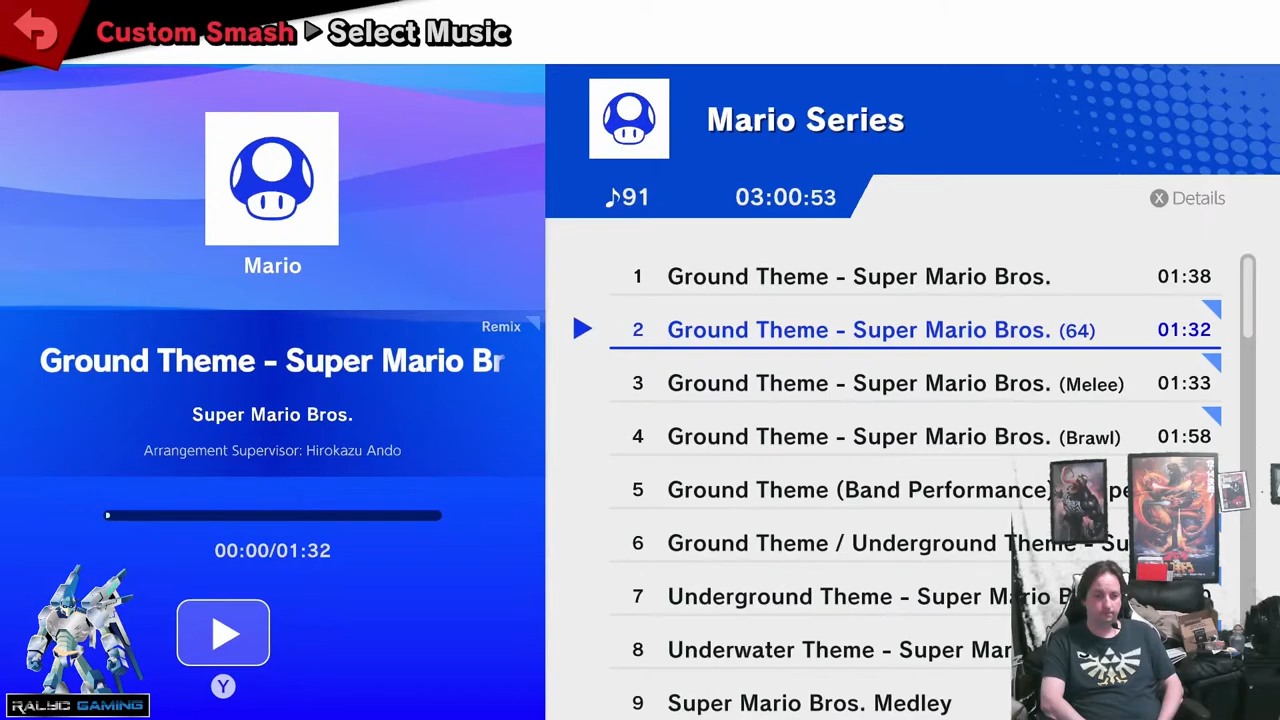 Custom Smash ▶ Select Music
Mario
Remix
Ground Theme - Super Mario Br
Super Mario Bros.
Arrangement Supervisor: Hirokazu Ando
00:00/01:32
Y
RALYC GAMING
Mario Series
♪91 03:00:53
X Details
1 Ground Theme - Super Mario Bros. 01:38
2 Ground Theme - Super Mario Bros. (64) 01:32
3 Ground Theme - Super Mario Bros. (Melee) 01:33
4 Ground Theme - Super Mario Bros. (Brawl) 01:58
5 Ground Theme (Band Performance)
6 Ground Theme / Underground Theme - Su
7 Underground Theme - Super Mario B
8 Underwater Theme - Super Mar
9 Super Mario Bros. Medley